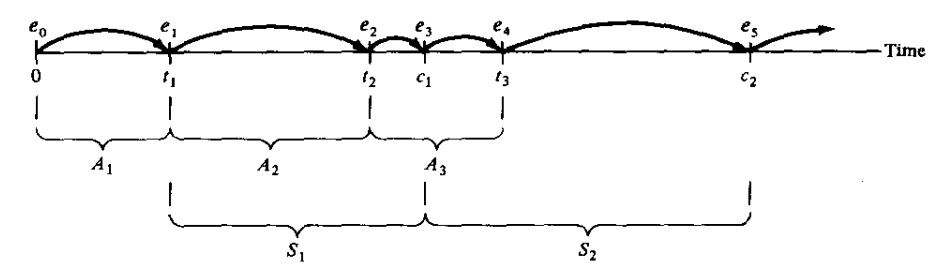 e₀ e₁ e₂ e₃ e₄ e₅
Time
0 t₁ t₂ c₁ t₃ c₂
A₁ A₂ A₃
S₁ S₂